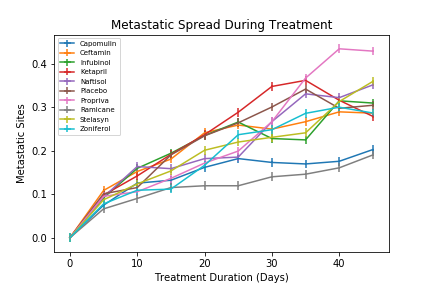 Metastatic Spread During Treatment
Capomulin
Ceftamin
Infubinol
Ketapril
Naftisol
Placebo
Propriva
Ramicane
Stelasyn
Zoniferol
Metastatic Sites
0.4
0.3
0.2
0.1
0.0
0
10
20
30
40
Treatment Duration (Days)